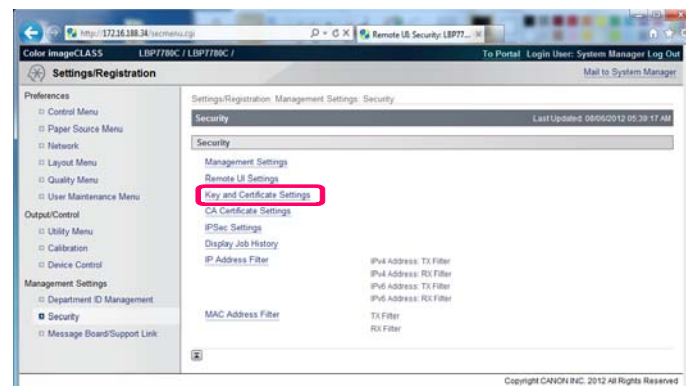 http://172.16.188.34/secmenu.cgi
Remote UI: Security: LBP77...
Color imageCLASS LBP7780C / LBP7780C /
To Portal Login User: System Manager Log Out
Settings/Registration
Mail to System Manager
Preferences
Control Menu
Paper Source Menu
Network
Layout Menu
Quality Menu
User Maintenance Menu
Output/Control
Utility Menu
Calibration
Device Control
Management Settings
Department ID Management
Security
Message Board/Support Link
Settings/Registration: Management Settings: Security
Security
Last Updated: 08/06/2012 05:39:17 AM
Security
Management Settings
Remote UI Settings
Key and Certificate Settings
CA Certificate Settings
IPSec Settings
Display Job History
IP Address Filter
IPv4 Address: TX Filter
IPv4 Address: RX Filter
IPv6 Address: TX Filter
IPv6 Address: RX Filter
MAC Address Filter
TX Filter
RX Filter
Copyright CANON INC. 2012 All Rights Reserved